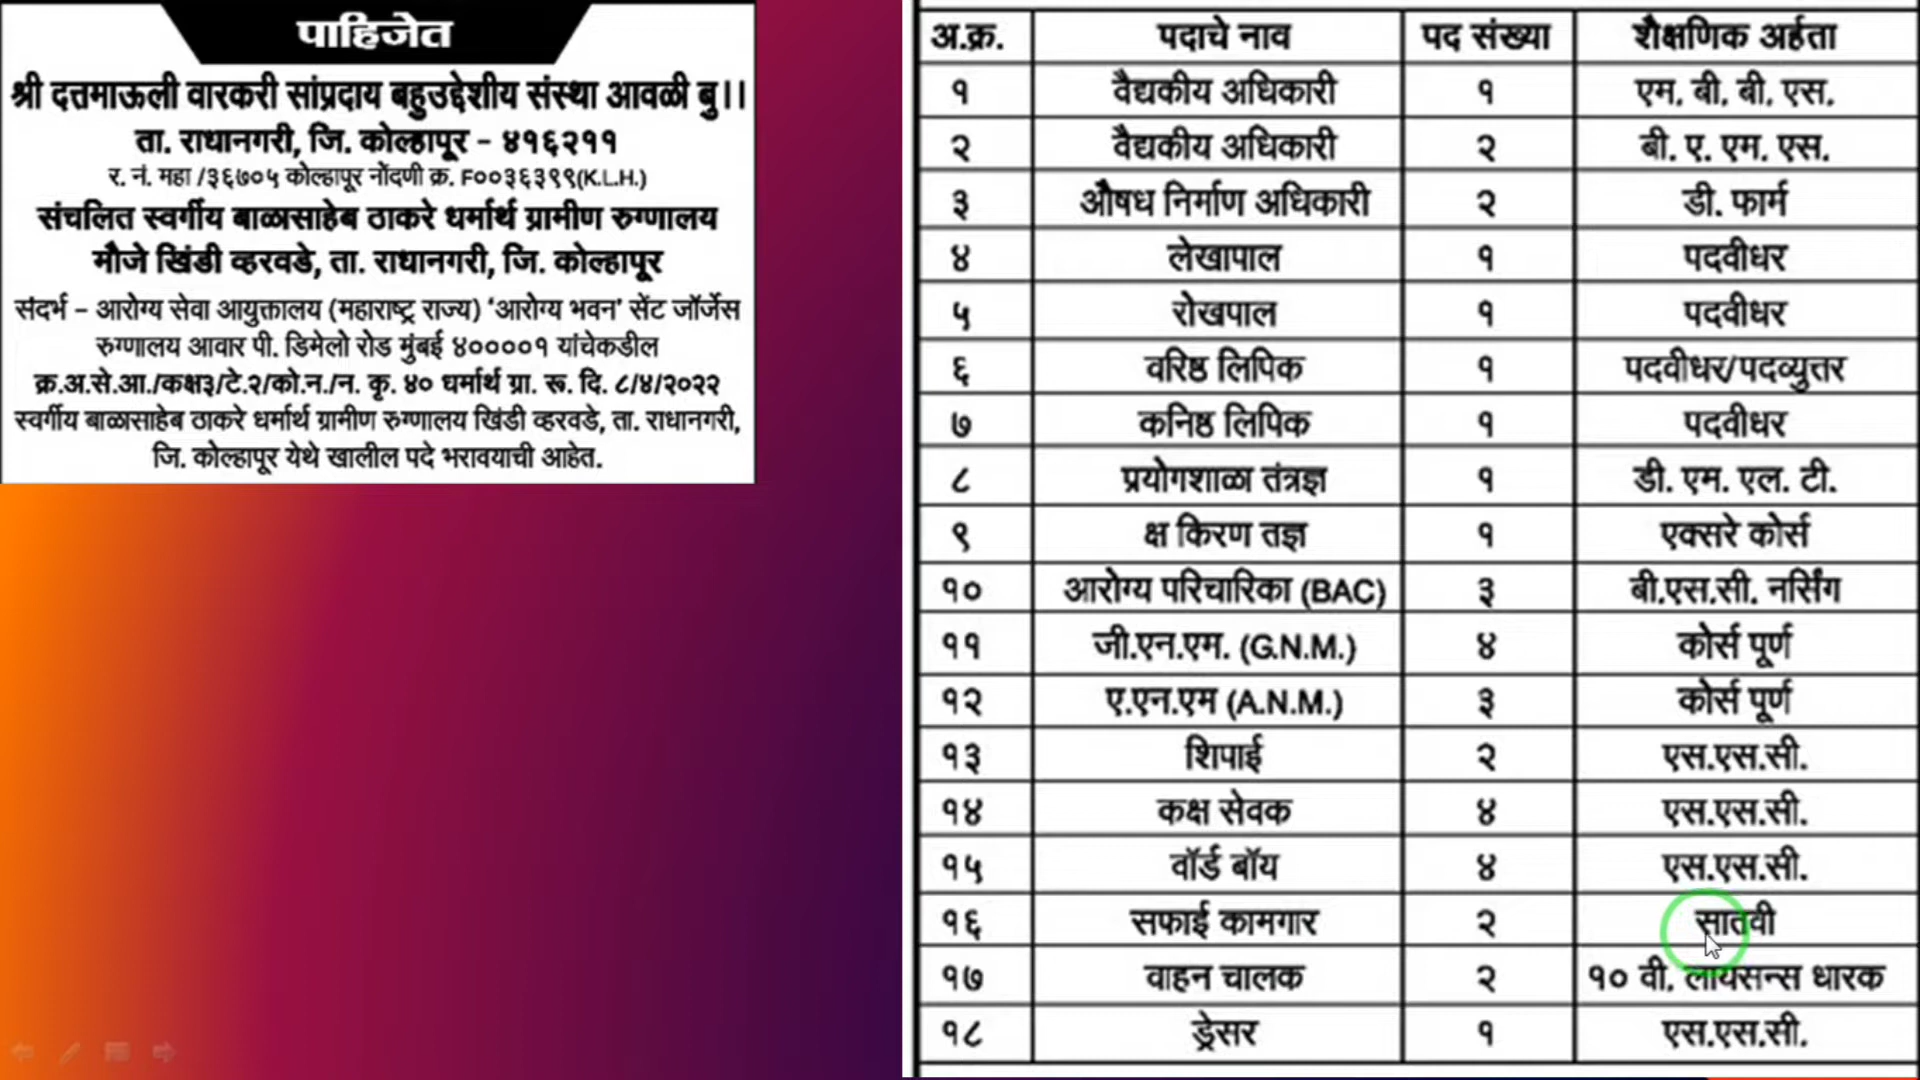 पाहिजेत
श्री दत्तमाऊली वारकरी सांप्रदाय बहुउद्देशीय संस्था आवळी बु।।
ता. राधानगरी, जि. कोल्हापूर - ४१६२११
र. नं. महा /३६७०५ कोल्हापूर नोंदणी क्र. F००३६३९९(K.L.H.)
संचलित स्वर्गीय बाळासाहेब ठाकरे धर्मार्थ ग्रामीण रुग्णालय
मौजे खिंडी व्हरवडे, ता. राधानगरी, जि. कोल्हापूर
संदर्भ – आरोग्य सेवा आयुक्तालय (महाराष्ट्र राज्य) ‘आरोग्य भवन’ सेंट जॉर्जेस
रुग्णालय आवार पी. डिमेलो रोड मुंबई ४००००१ यांचेकडील
क्र.अ.से.आ./कक्ष३/टे.२/को.न./न. कृ. ४० धर्मार्थ ग्रा. रू. दि. ८/४/२०२२
स्वर्गीय बाळासाहेब ठाकरे धर्मार्थ ग्रामीण रुग्णालय खिंडी व्हरवडे, ता. राधानगरी,
जि. कोल्हापूर येथे खालील पदे भरावयाची आहेत.
अ.क्र. पदाचे नाव पद संख्या शैक्षणिक अर्हता
१ वैद्यकीय अधिकारी १ एम. बी. बी. एस.
२ वैद्यकीय अधिकारी २ बी. ए. एम. एस.
३ औषध निर्माण अधिकारी २ डी. फार्म
४ लेखापाल १ पदवीधर
५ रोखपाल १ पदवीधर
६ वरिष्ठ लिपिक १ पदवीधर/पदव्युत्तर
७ कनिष्ठ लिपिक १ पदवीधर
८ प्रयोगशाळा तंत्रज्ञ १ डी. एम. एल. टी.
९ क्ष किरण तज्ञ १ एक्सरे कोर्स
१० आरोग्य परिचारिका (BAC) ३ बी.एस.सी. नर्सिंग
११ जी.एन.एम. (G.N.M.) ४ कोर्स पूर्ण
१२ ए.एन.एम (A.N.M.) ३ कोर्स पूर्ण
१३ शिपाई २ एस.एस.सी.
१४ कक्ष सेवक ४ एस.एस.सी.
१५ वॉर्ड बॉय ४ एस.एस.सी.
१६ सफाई कामगार २ सातवी
१७ वाहन चालक २ १० वी. लायसन्स धारक
१८ ड्रेसर १ एस.एस.सी.